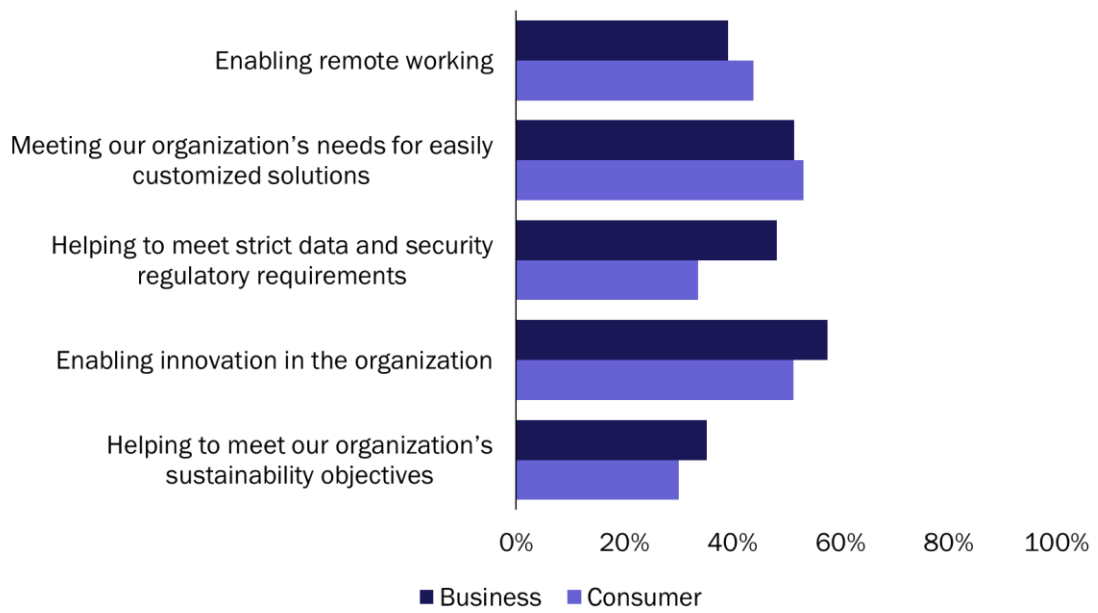 Enabling remote working
Meeting our organization’s needs for easily
customized solutions
Helping to meet strict data and security
regulatory requirements
Enabling innovation in the organization
Helping to meet our organization’s
sustainability objectives
0% 20% 40% 60% 80% 100%
Business Consumer